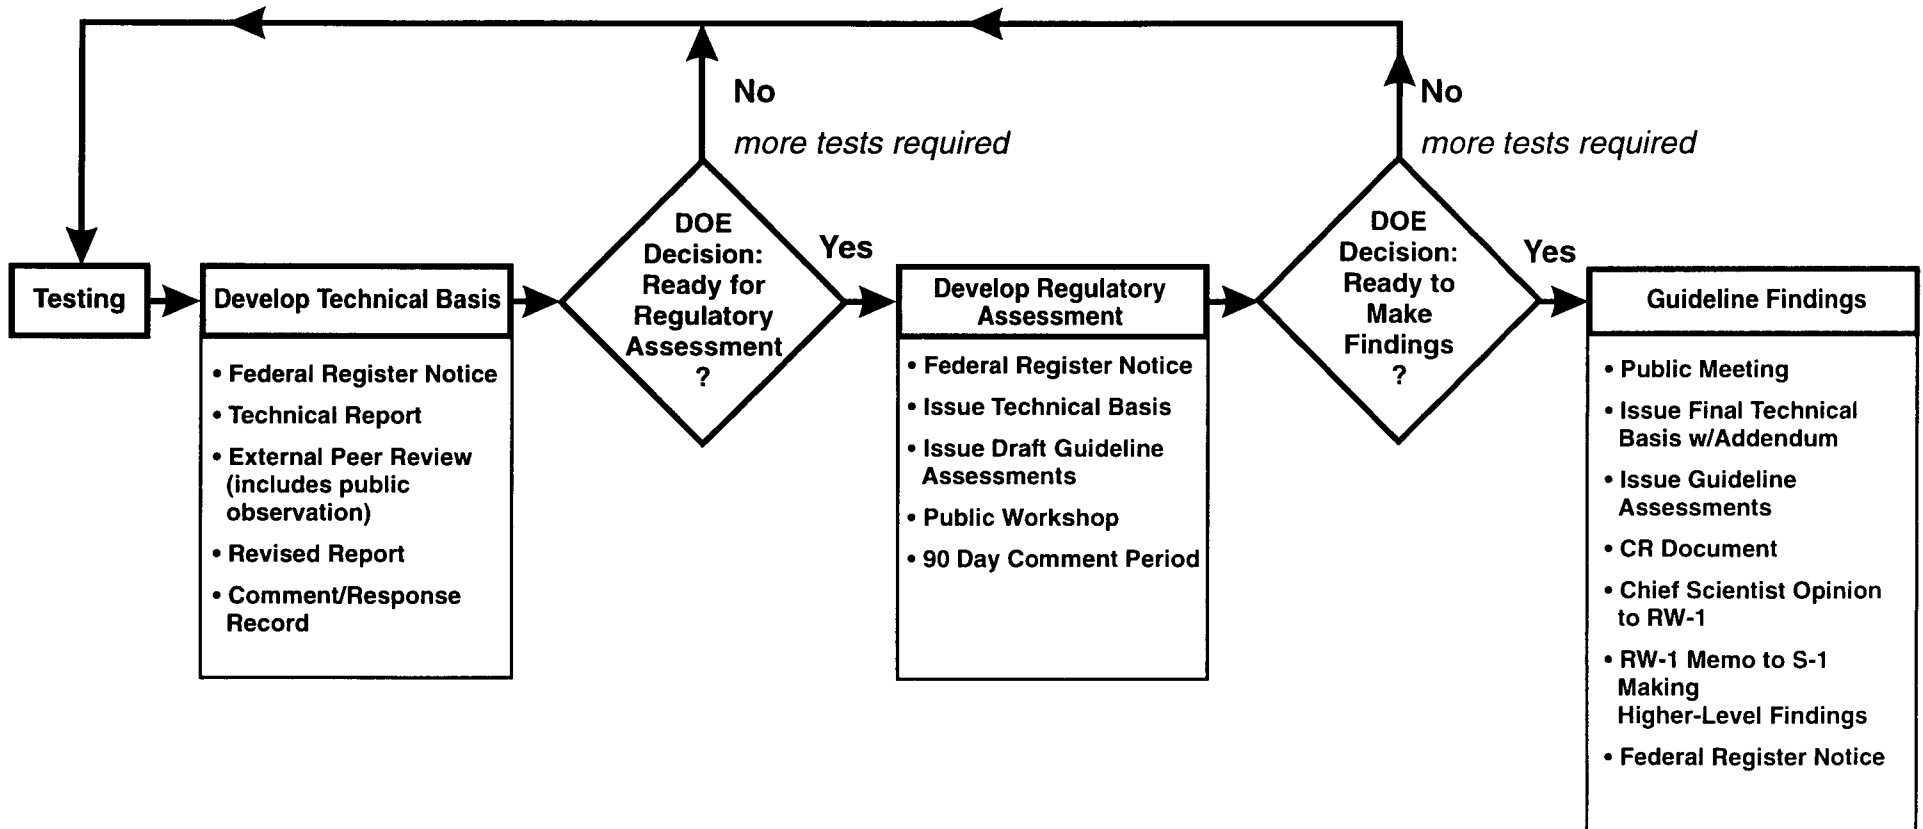 No
more tests required
No
more tests required
Testing
Develop Technical Basis
• Federal Register Notice
• Technical Report
• External Peer Review
(includes public
observation)
• Revised Report
• Comment/Response
Record
DOE
Decision:
Ready for
Regulatory
Assessment
?
Yes
Develop Regulatory
Assessment
• Federal Register Notice
• Issue Technical Basis
• Issue Draft Guideline
Assessments
• Public Workshop
• 90 Day Comment Period
DOE
Decision:
Ready to
Make
Findings
?
Yes
Guideline Findings
• Public Meeting
• Issue Final Technical
Basis w/Addendum
• Issue Guideline
Assessments
• CR Document
• Chief Scientist Opinion
to RW-1
• RW-1 Memo to S-1
Making
Higher-Level Findings
• Federal Register Notice